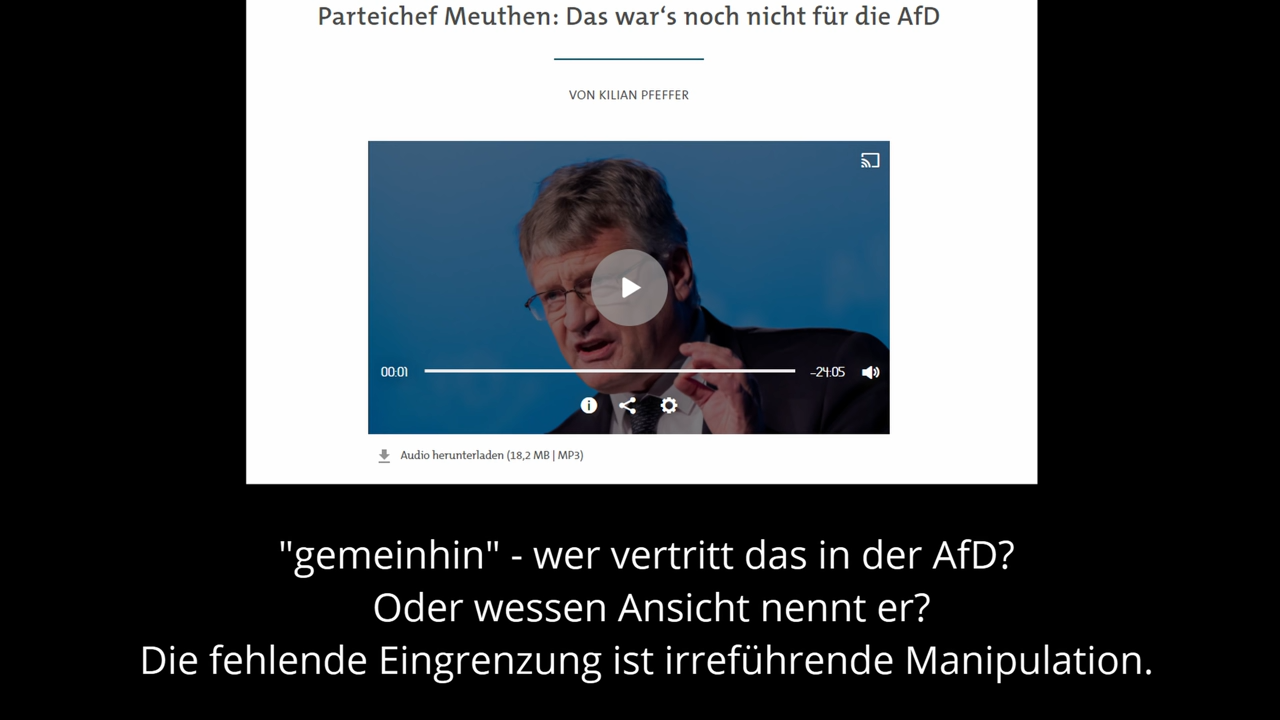 Parteichef Meuthen: Das war‘s noch nicht für die AfD
VON KILIAN PFEFFER
00:01
-24:05
Audio herunterladen (18,2 MB | MP3)
"gemeinhin" - wer vertritt das in der AfD?
Oder wessen Ansicht nennt er?
Die fehlende Eingrenzung ist irreführende Manipulation.